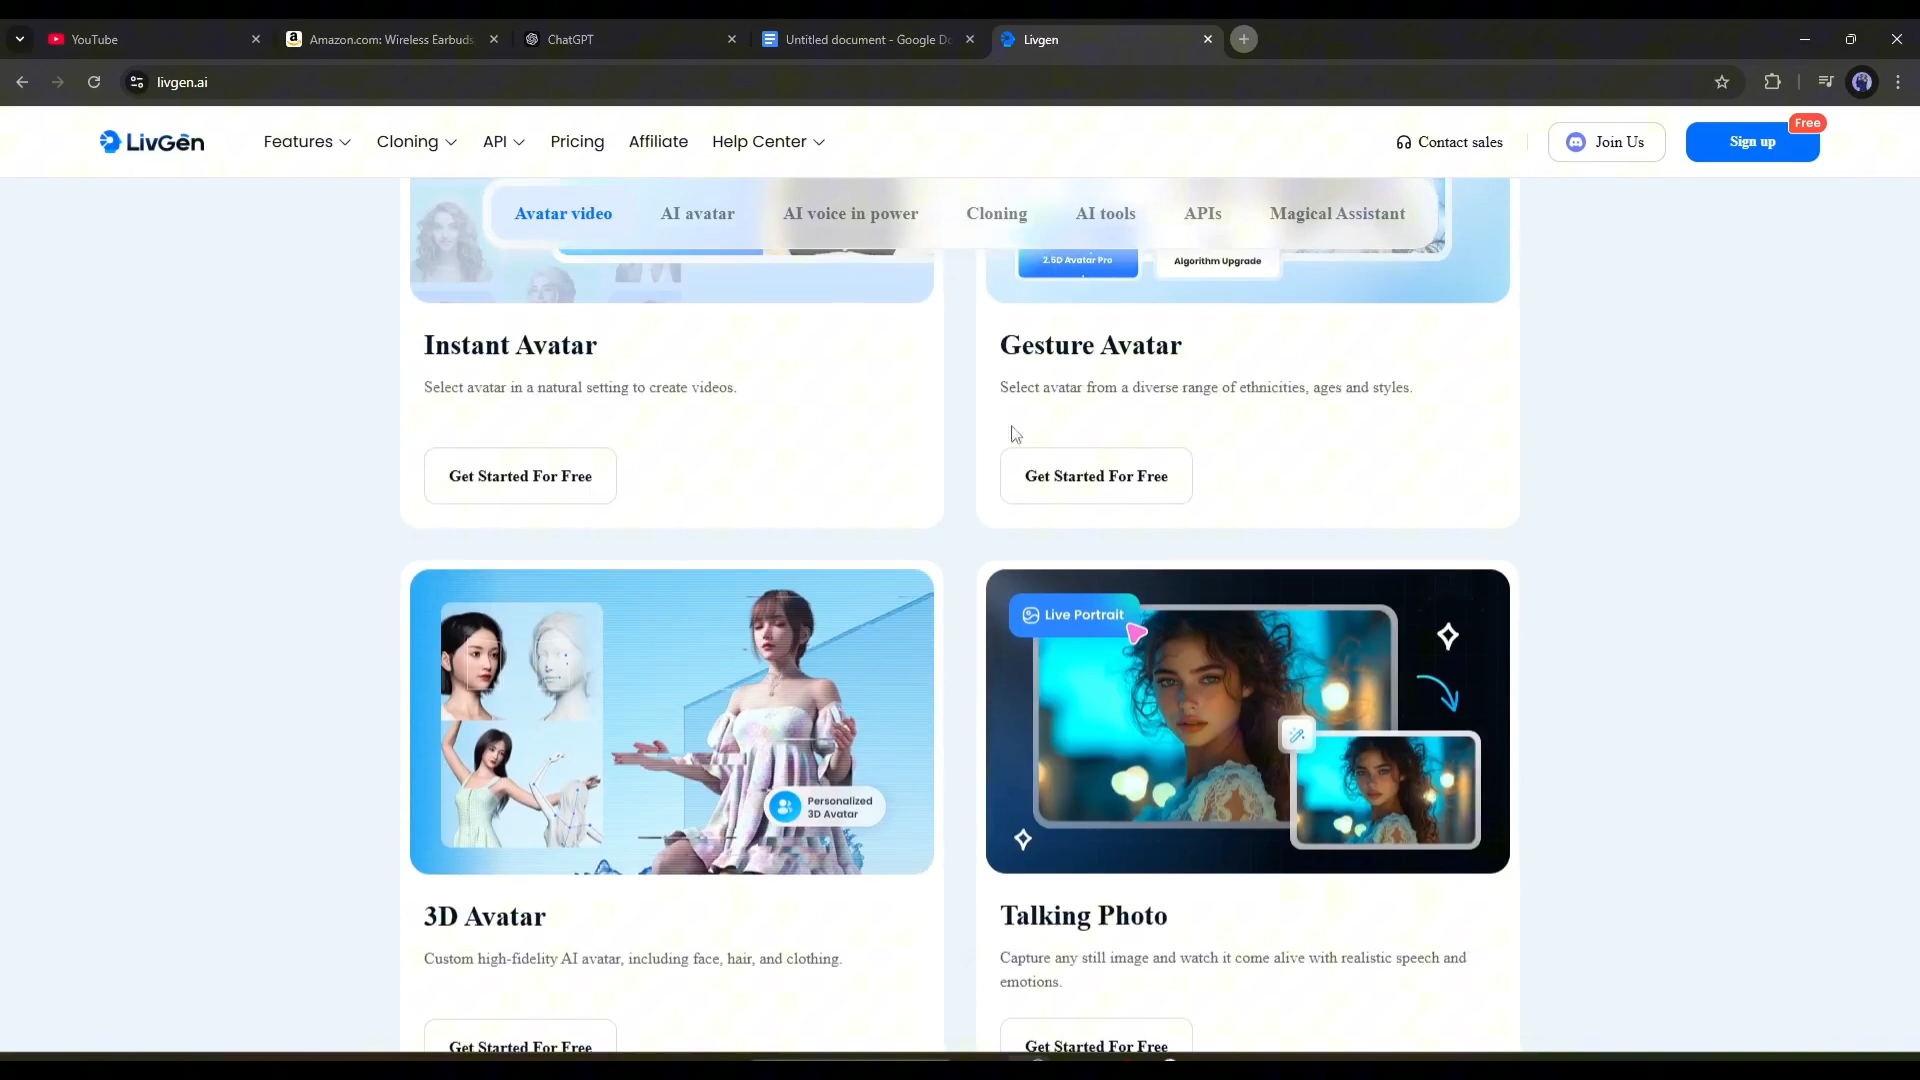 YouTube
Amazon.com: Wireless Earbuds
ChatGPT
Untitled document - Google Do
Livgen
livgen.ai
LivGen
Features
Cloning
API
Pricing
Affiliate
Help Center
Contact sales
Join Us
Sign up
Free
Avatar video
AI avatar
AI voice in power
Cloning
AI tools
APIs
Magical Assistant
2.5D Avatar Pro
Algorithm Upgrade
Instant Avatar
Select avatar in a natural setting to create videos.
Get Started For Free
Gesture Avatar
Select avatar from a diverse range of ethnicities, ages and styles.
Get Started For Free
Personalized
3D Avatar
Live Portrait
3D Avatar
Custom high-fidelity AI avatar, including face, hair, and clothing.
Get Started For Free
Talking Photo
Capture any still image and watch it come alive with realistic speech and
emotions.
Get Started For Free